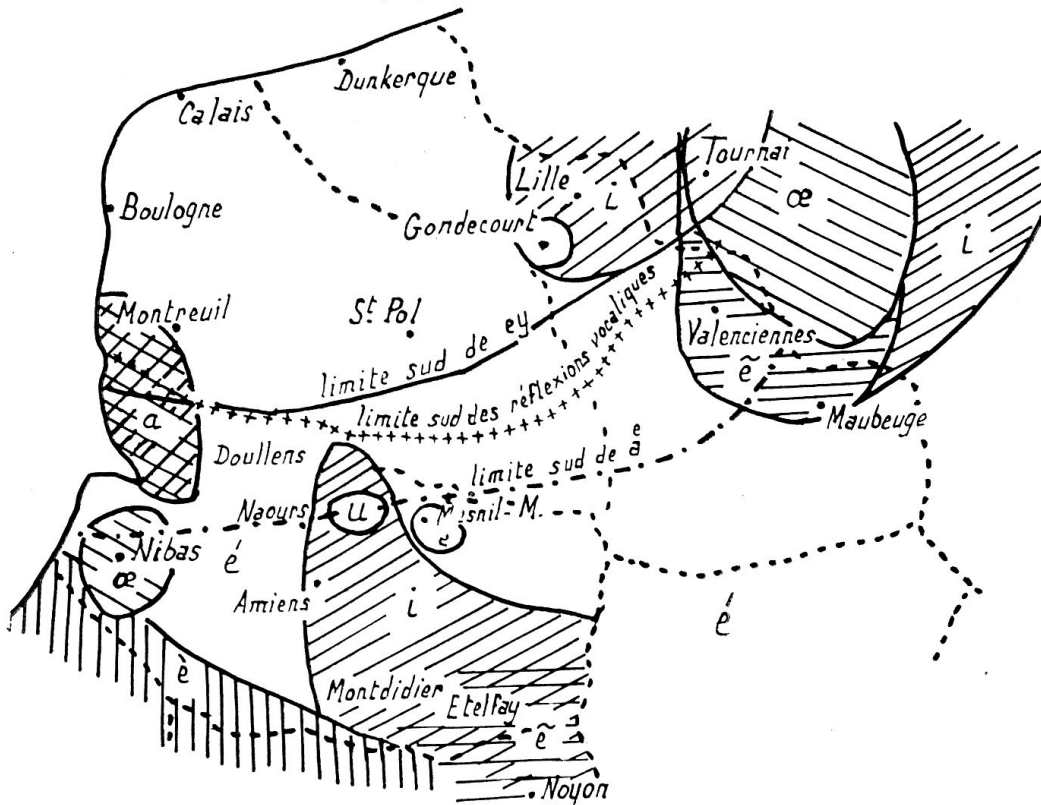 Dunkerque
Calais
Tournai
Lille
i
œ
Boulogne
Gondecourt
i
Montreuil
St. Pol
Valenciennes
limite sud de ey
ẽ
limite sud des réflexions vocaliques
a
Maubeuge
Doullens
limite sud de aᵉ
Naours
u
Mesnil-M.
è
Nibas
é
œ
Amiens
i
é
è
Montdidier
Etelfay
ẽ
Noyon